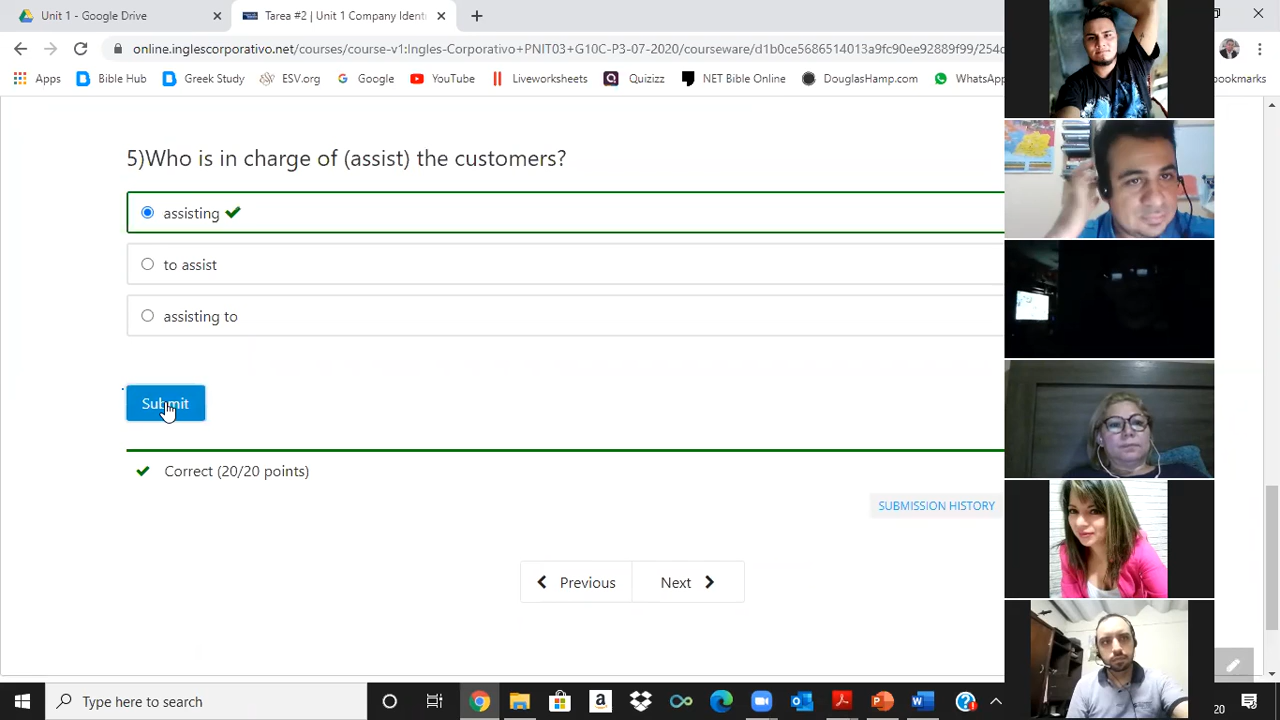 Unit 1 - Google Drive
Tarea #2 | Unit 1 Company Ident
online.inglescorporativo.net/courses/course-v1:Ingles-Corporativo+PNIT03+G10C-P3-07-2020/courseware/d1b0ce5686514013a9fc90ee92889f99/254c
Apps
Bible Hub
Greek Study
ESV.org
Google
YouTube
Liveworksheets
Quizizz
NET Bible Online
DouglasHamp.com
WhatsApp
bookmarks
5)Who is in charge of (assist) the customers?
assisting
to assist
assisting to
Submit
Correct (20/20 points)
SUBMISSION HISTORY
Previous
Next
Type here to search
20